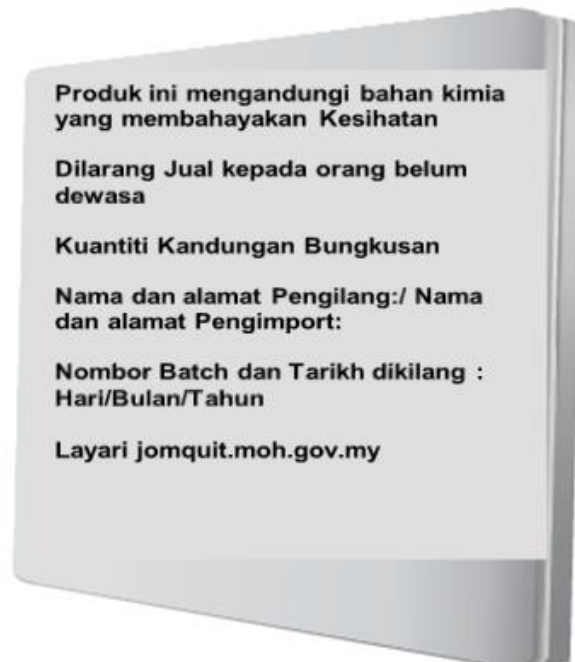 Produk ini mengandungi bahan kimia
yang membahayakan Kesihatan
Dilarang Jual kepada orang belum
dewasa
Kuantiti Kandungan Bungkusan
Nama dan alamat Pengilang:/ Nama
dan alamat Pengimport:
Nombor Batch dan Tarikh dikilang :
Hari/Bulan/Tahun
Layari jomquit.moh.gov.my